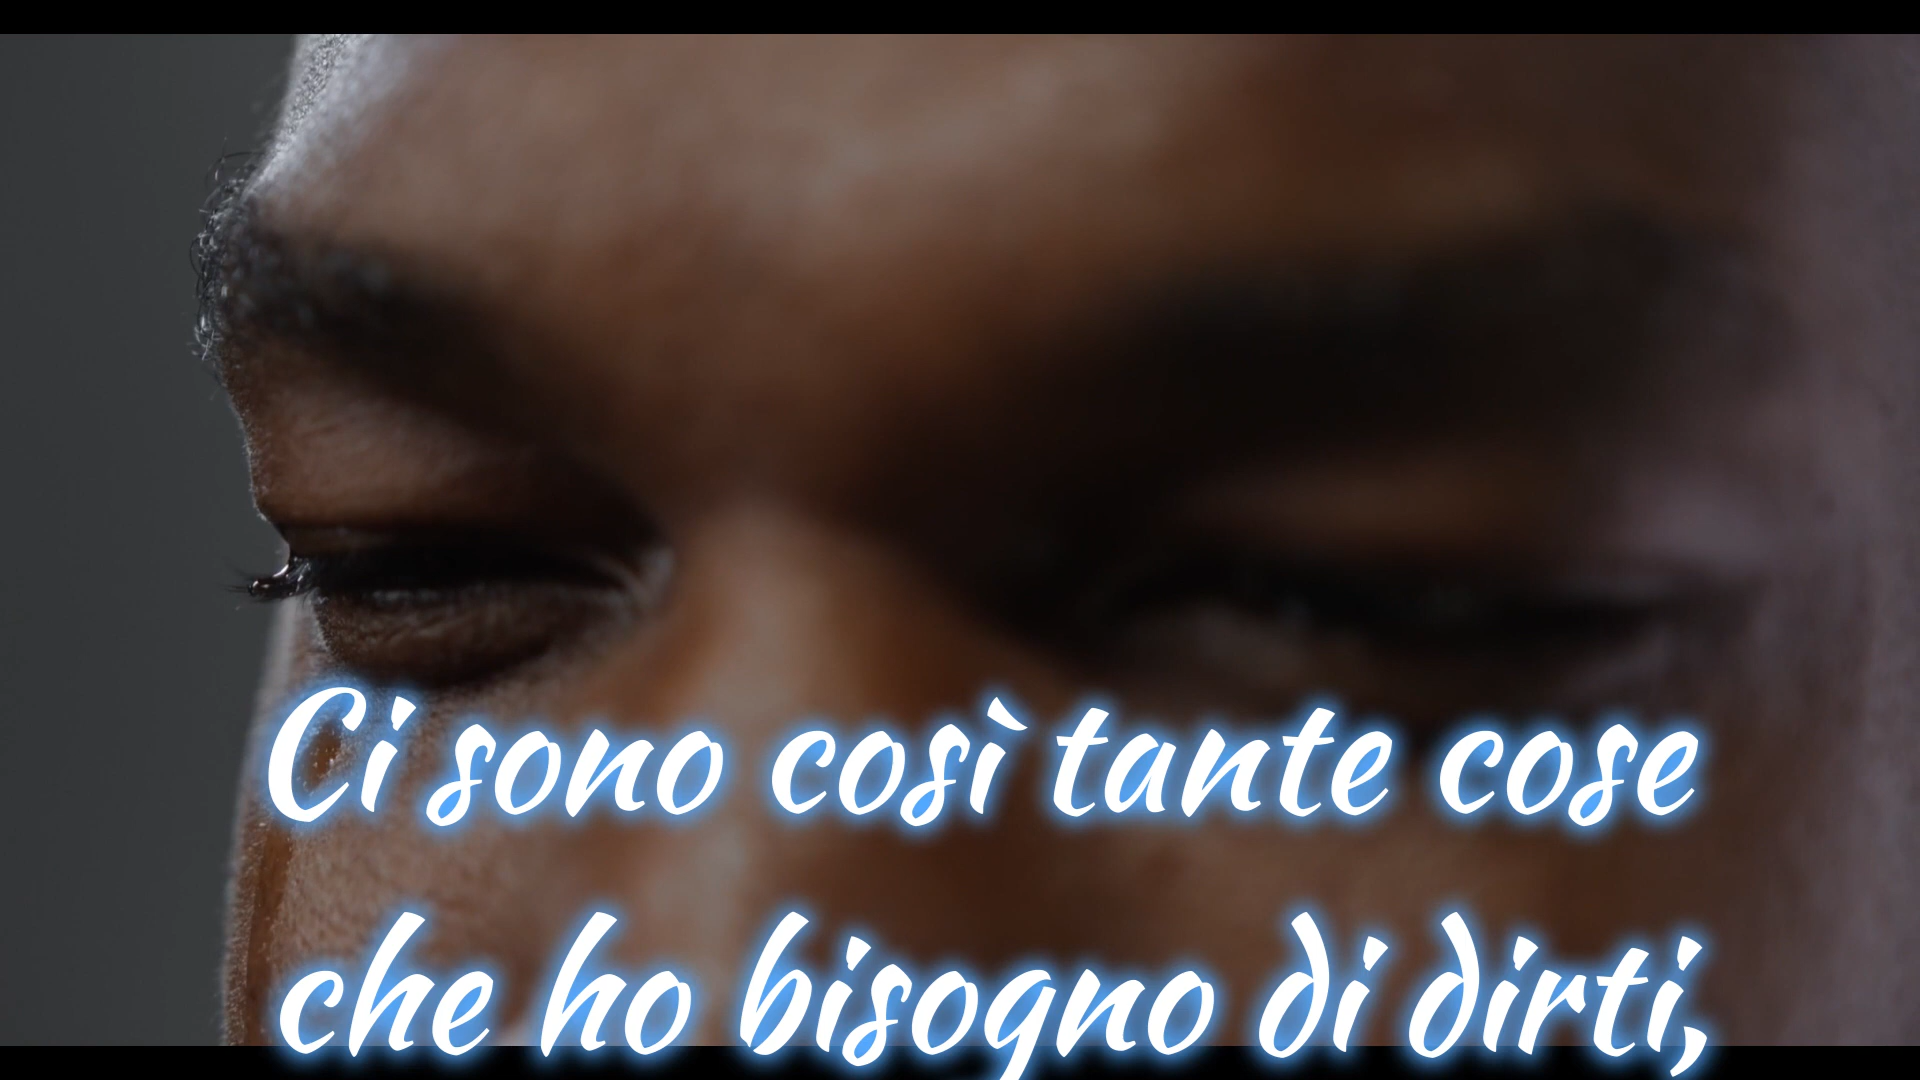 Ci sono così tante cose
che ho bisogno di dirti,